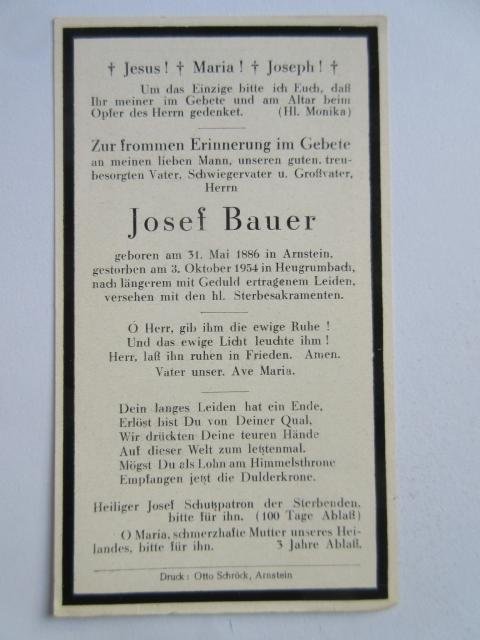 † Jesus! † Maria! † Joseph! †
Um das Einzige bitte ich Euch, daß
Ihr meiner im Gebete und am Altar beim
Opfer des Herrn gedenket. (Hl. Monika)
Zur frommen Erinnerung im Gebete
an meinen lieben Mann, unseren guten, treu-
besorgten Vater, Schwiegervater u. Großvater,
Herrn
Josef Bauer
geboren am 31. Mai 1886 in Arnstein,
gestorben am 3. Oktober 1954 in Heugrumbach,
nach längerem mit Geduld ertragenem Leiden,
versehen mit den hl. Sterbesakramenten.
O Herr, gib ihm die ewige Ruhe!
Und das ewige Licht leuchte ihm!
Herr, laß ihn ruhen in Frieden. Amen.
Vater unser. Ave Maria.
Dein langes Leiden hat ein Ende,
Erlöst bist Du von Deiner Qual,
Wir drückten Deine teuren Hände
Auf dieser Welt zum letztenmal.
Mögst Du als Lohn am Himmelsthrone
Empfangen jetzt die Dulderkrone.
Heiliger Josef Schutzpatron der Sterbenden,
bitte für ihn. (100 Tage Ablaß)
O Maria, schmerzhafte Mutter unseres Hei-
landes, bitte für ihn. 3 Jahre Ablaß.
Druck: Otto Schröck, Arnstein